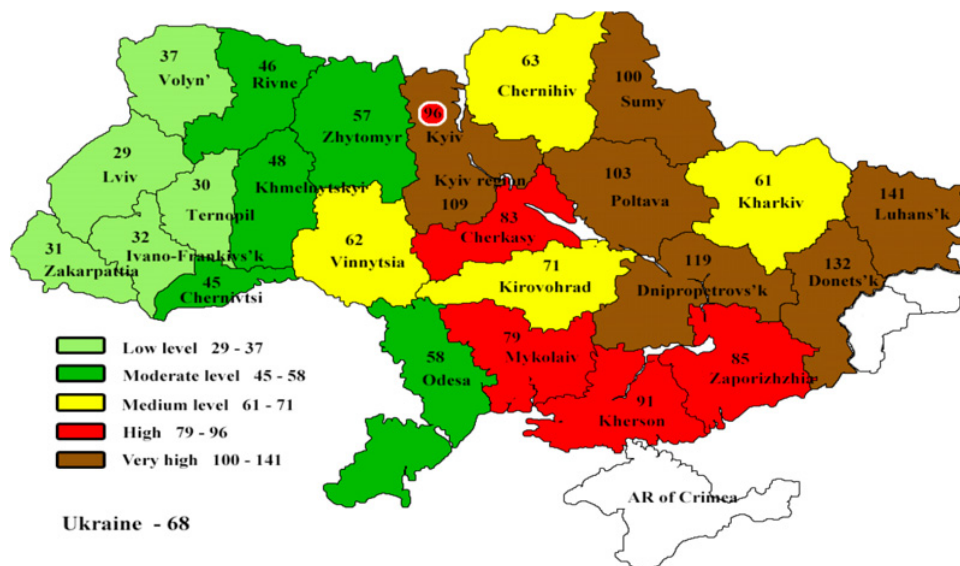 37
Volyn'
46
Rivne
57
Zhytomyr
96
Kyiv
63
Chernihiv
100
Sumy
29
Lviv
30
Ternopil
48
Khmelnytskyi
Kyiv region
109
103
Poltava
61
Kharkiv
141
Luhans'k
31
Zakarpattia
32
Ivano-Frankivs'k
45
Chernivtsi
62
Vinnytsia
83
Cherkasy
71
Kirovohrad
119
Dnipropetrovs'k
132
Donets'k
58
Odesa
79
Mykolaiv
91
Kherson
85
Zaporizhzhia
AR of Crimea
Low level 29 - 37
Moderate level 45 - 58
Medium level 61 - 71
High 79 - 96
Very high 100 - 141
Ukraine - 68